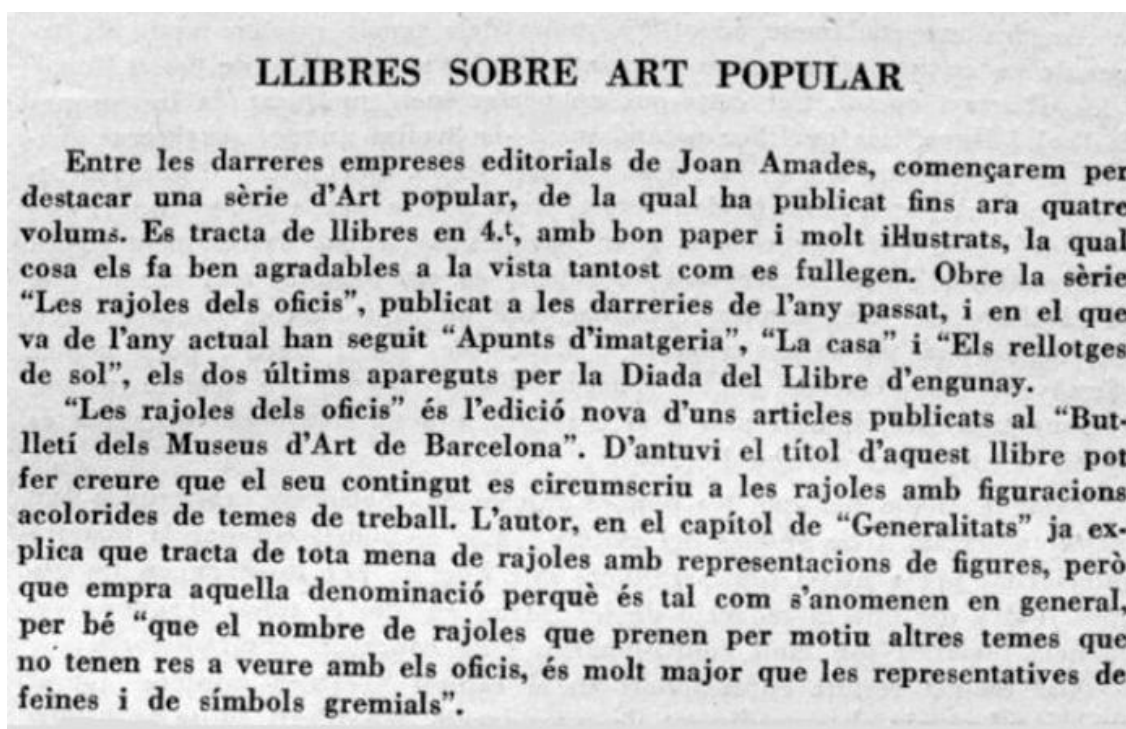 LLIBRES SOBRE ART POPULAR
Entre les darreres empreses editorials de Joan Amades, començarem per
destacar una sèrie d'Art popular, de la qual ha publicat fins ara quatre
volums. Es tracta de llibres en 4.ᵗ, amb bon paper i molt iŀlustrats, la qual
cosa els fa ben agradables a la vista tantost com es fullegen. Obre la sèrie
“Les rajoles dels oficis”, publicat a les darreries de l'any passat, i en el que
va de l'any actual han seguit “Apunts d'imatgeria”, “La casa” i “Els rellotges
de sol”, els dos últims apareguts per la Diada del Llibre d'engunay.
“Les rajoles dels oficis” és l'edició nova d'uns articles publicats al “But-
lletí dels Museus d'Art de Barcelona”. D'antuvi el títol d'aquest llibre pot
fer creure que el seu contingut es circumscriu a les rajoles amb figuracions
acolorides de temes de treball. L'autor, en el capítol de “Generalitats” ja ex-
plica que tracta de tota mena de rajoles amb representacions de figures, però
que empra aquella denominació perquè és tal com s'anomenen en general,
per bé “que el nombre de rajoles que prenen per motiu altres temes que
no tenen res a veure amb els oficis, és molt major que les representatives de
feines i de símbols gremials”.